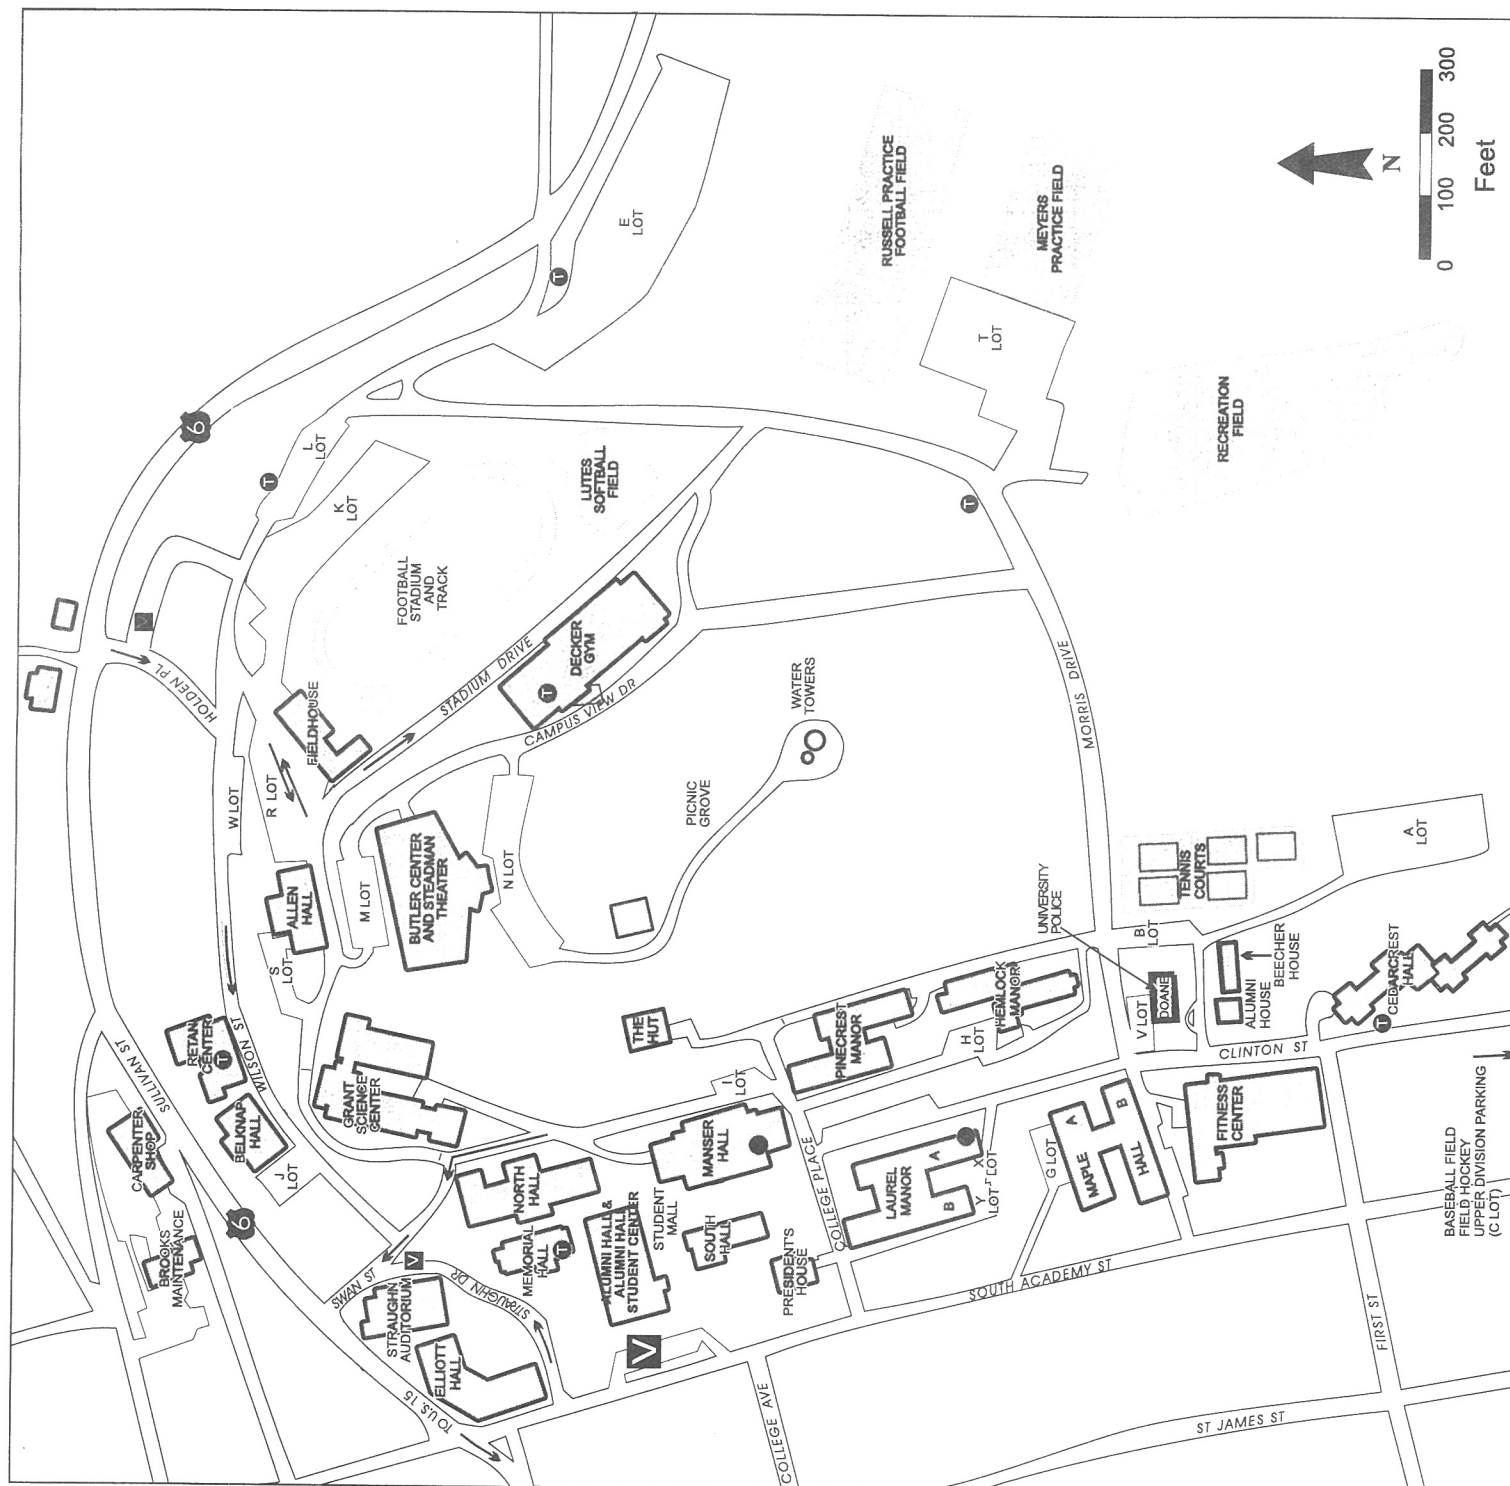 6
HOLDEN PL
L
LOT
K
LOT
E
LOT
FOOTBALL
STADIUM
AND
TRACK
LUTES
SOFTBALL
FIELD
RUSSELL PRACTICE
FOOTBALL FIELD
MEYERS
PRACTICE FIELD
T
LOT
RECREATION
FIELD
N
0 100 200 300
Feet
V
T
T
T
T
FIELDHOUSE
STADIUM DRIVE
DECKER
GYM
T
CAMPUS VIEW DR
W LOT
R LOT
ALLEN
HALL
S
LOT
M LOT
BUTLER CENTER
AND STEADMAN
THEATER
N LOT
PICNIC
GROVE
WATER
TOWERS
MORRIS DRIVE
UNIVERSITY
POLICE
TENNIS
COURTS
A
LOT
B
LOT
V LOT
DOANE
ALUMNI
HOUSE
BEECHER
HOUSE
CEDARCREST
HALL
T
CLINTON ST
SULLIVAN ST
RETAN
CENTER
T
WILSON ST
BELKNAP
HALL
J
LOT
CARPENTER
SHOP
BROOKS
MAINTENANCE
6
GRANT
SCIENCE
CENTER
THE
HUT
I
LOT
PINECREST
MANOR
HEMLOCK
MANOR
H
LOT
NORTH
HALL
MANSER
HALL
COLLEGE PLACE
LAUREL
MANOR
A
B
X
LOT
Y
LOT
G LOT
MAPLE
HALL
A
B
FITNESS
CENTER
SWAN ST
V
STRAUGHN DR
STRAUGHN
AUDITORIUM
ELLIOTT
HALL
MEMORIAL
HALL
T
ALUMNI HALL &
ALUMNI HALL
STUDENT CENTER
STUDENT
MALL
SOUTH
HALL
PRESIDENT'S
HOUSE
V
TO U.S. 15
COLLEGE AVE
SOUTH ACADEMY ST
ST JAMES ST
FIRST ST
BASEBALL FIELD
FIELD HOCKEY
UPPER DIVISION PARKING
(C LOT)